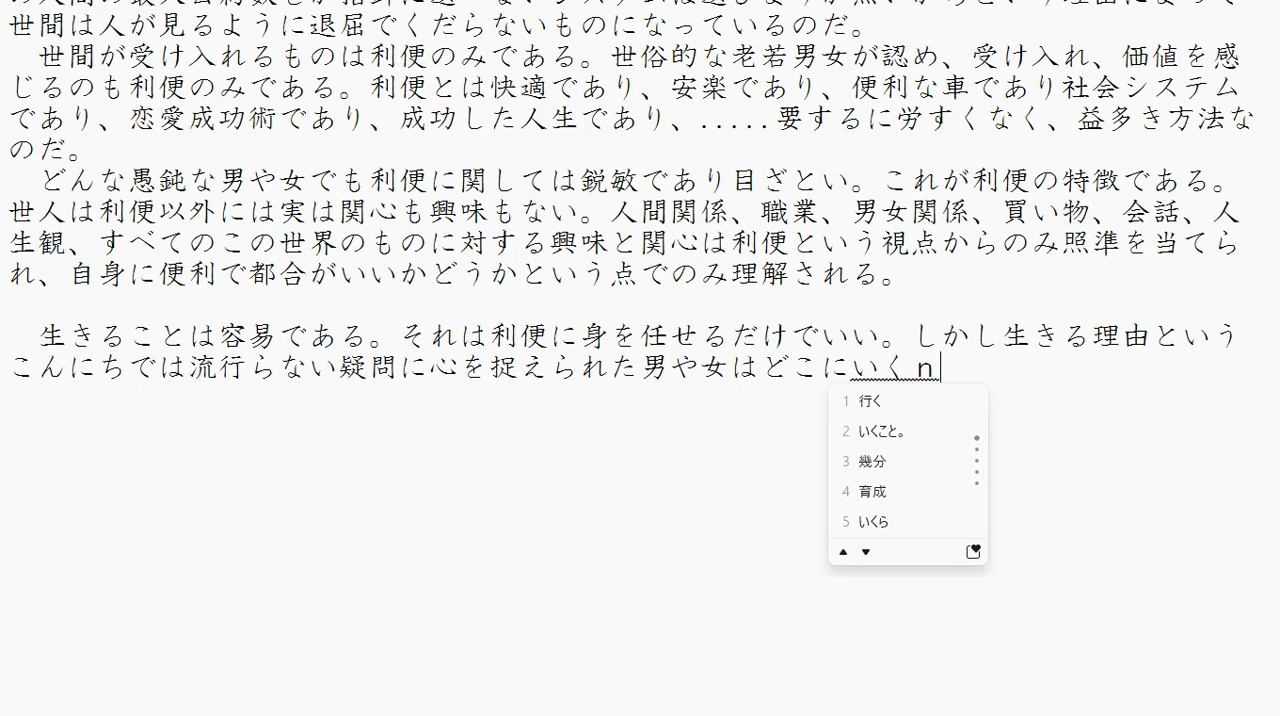 世間は人が見るように退屈でくだらないものになっているのだ。
世間が受け入れるものは利便のみである。世俗的な老若男女が認め、受け入れ、価値を感
じるのも利便のみである。利便とは快適であり、安楽であり、便利な車であり社会システム
であり、恋愛成功術であり、成功した人生であり、.....要するに労すくなく、益多き方法な
のだ。
どんな愚鈍な男や女でも利便に関しては鋭敏であり目ざとい。これが利便の特徴である。
世人は利便以外には実は関心も興味もない。人間関係、職業、男女関係、買い物、会話、人
生観、すべてのこの世界のものに対する興味と関心は利便という視点からのみ照準を当てら
れ、自身に便利で都合がいいかどうかという点でのみ理解される。
生きることは容易である。それは利便に身を任せるだけでいい。しかし生きる理由という
こんにちでは流行らない疑問に心を捉えられた男や女はどこにいくｎ
1 行く
2 いくこと。
3 幾分
4 育成
5 いくら